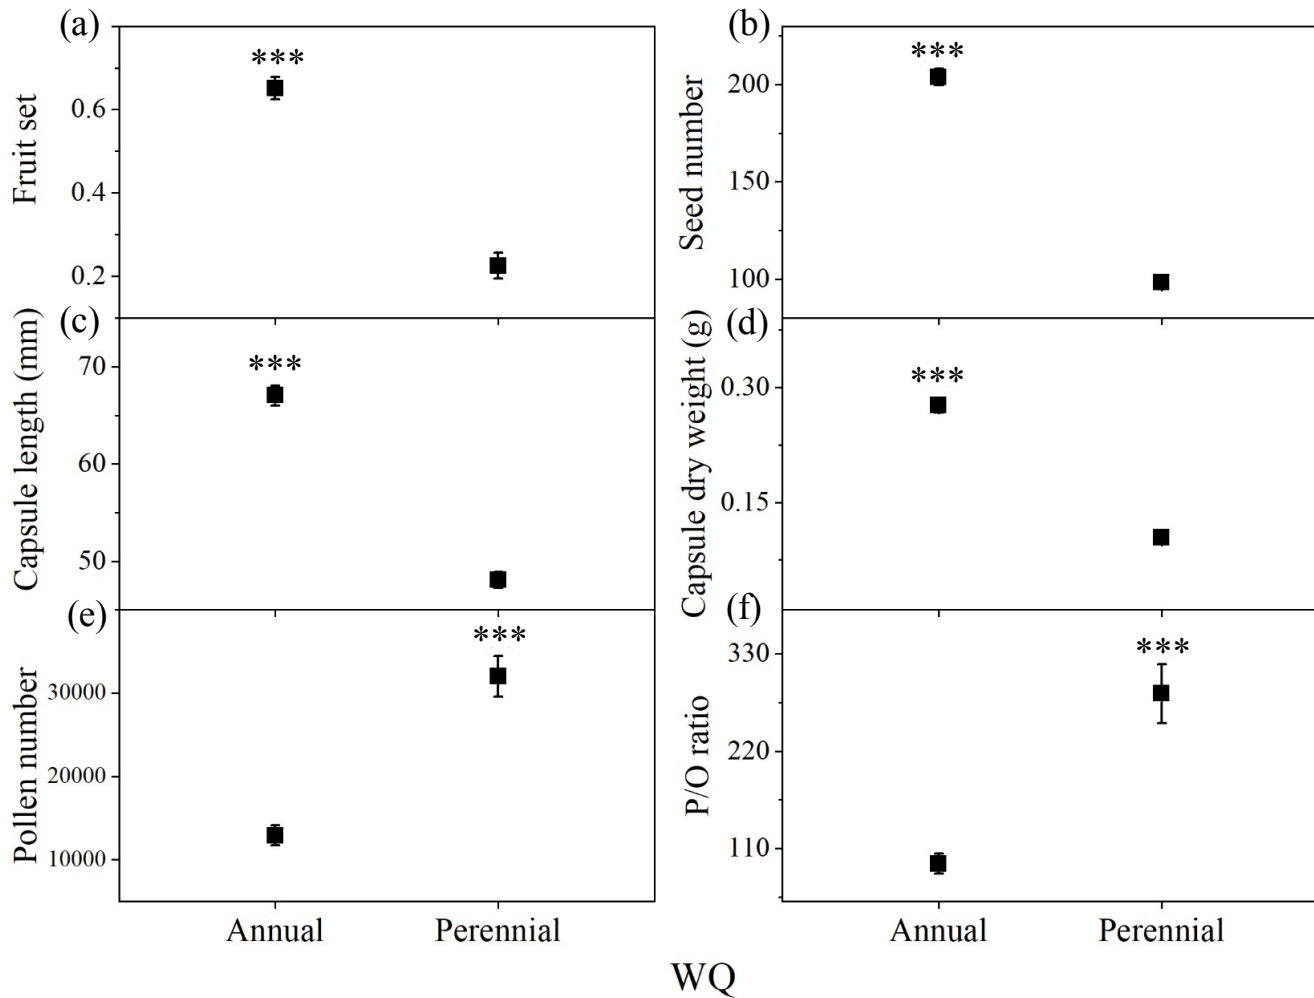 (a)
***
Fruit set
0.6
0.4
0.2
(b)
***
Seed number
200
150
100
(c)
***
Capsule length (mm)
70
60
50
(d)
***
Capsule dry weight (g)
0.30
0.15
(e)
***
Pollen number
30000
20000
10000
Annual
Perennial
(f)
***
P/O ratio
330
220
110
Annual
Perennial
WQ